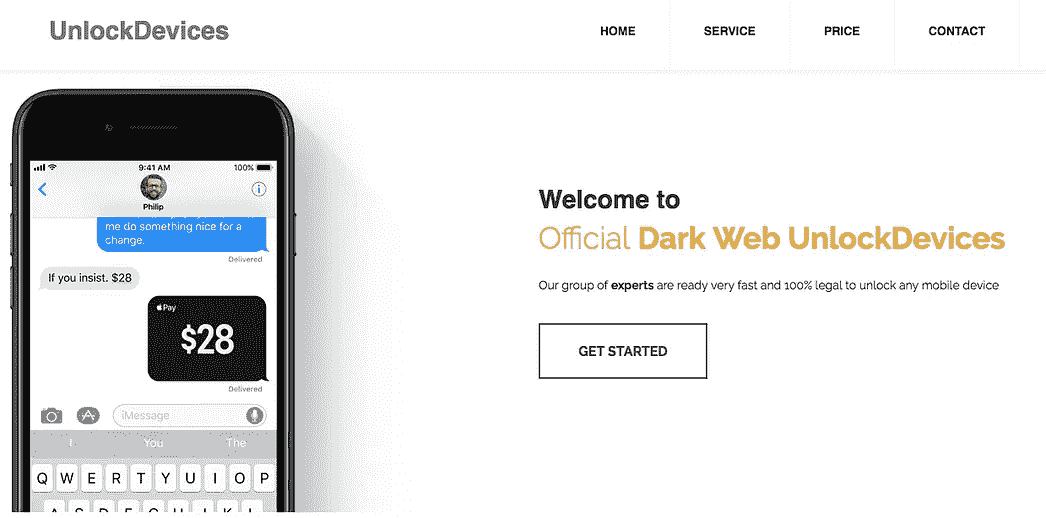 UnlockDevices
HOME
SERVICE
PRICE
CONTACT
9:41 AM
100%
Philip
me do something nice for a
change.
Delivered
If you insist. $28
Pay
$28
Delivered
iMessage
I
You
The
Q W E R T Y U I O P
Welcome to
Official Dark Web UnlockDevices
Our group of experts are ready very fast and 100% legal to unlock any mobile device
GET STARTED